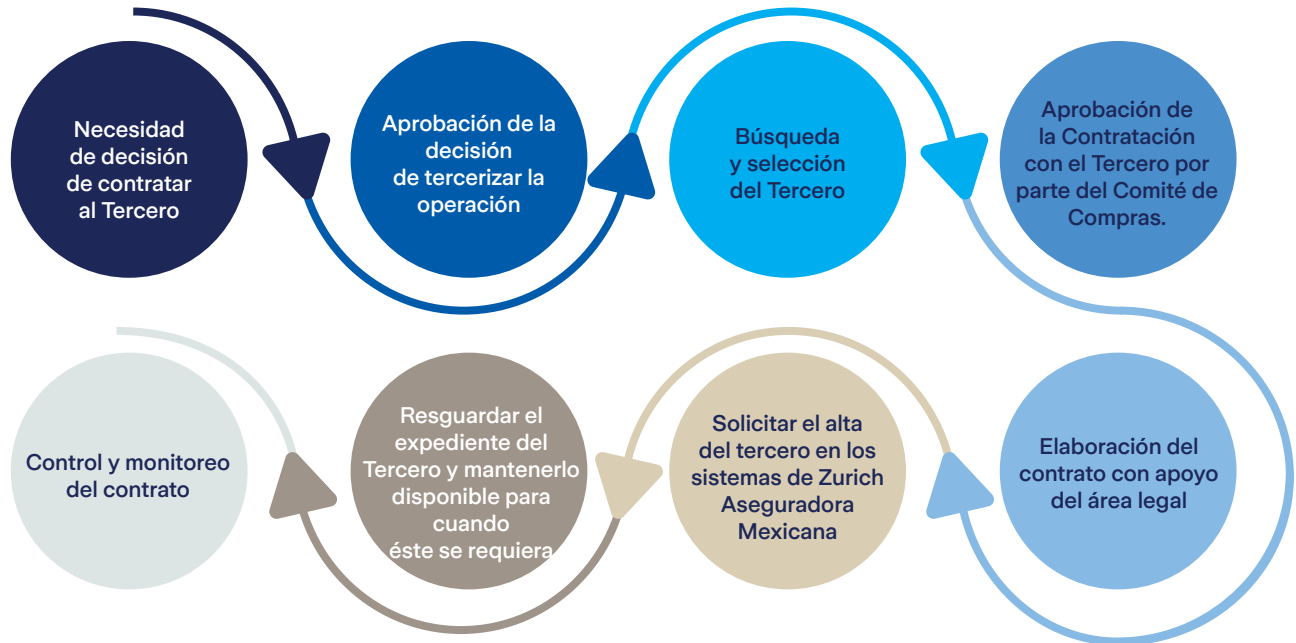 Necesidad
de decisión
de contratar
al Tercero
Aprobación de la
decisión
de tercerizar la
operación
Búsqueda
y selección
del Tercero
Aprobación de
la Contratación
con el Tercero por
parte del Comité de
Compras.
Elaboración del
contrato con apoyo
del área legal
Solicitar el alta
del tercero en los
sistemas de Zurich
Aseguradora
Mexicana
Resguardar el
expediente del
Tercero y mantenerlo
disponible para
cuando
éste se requiera
Control y monitoreo
del contrato